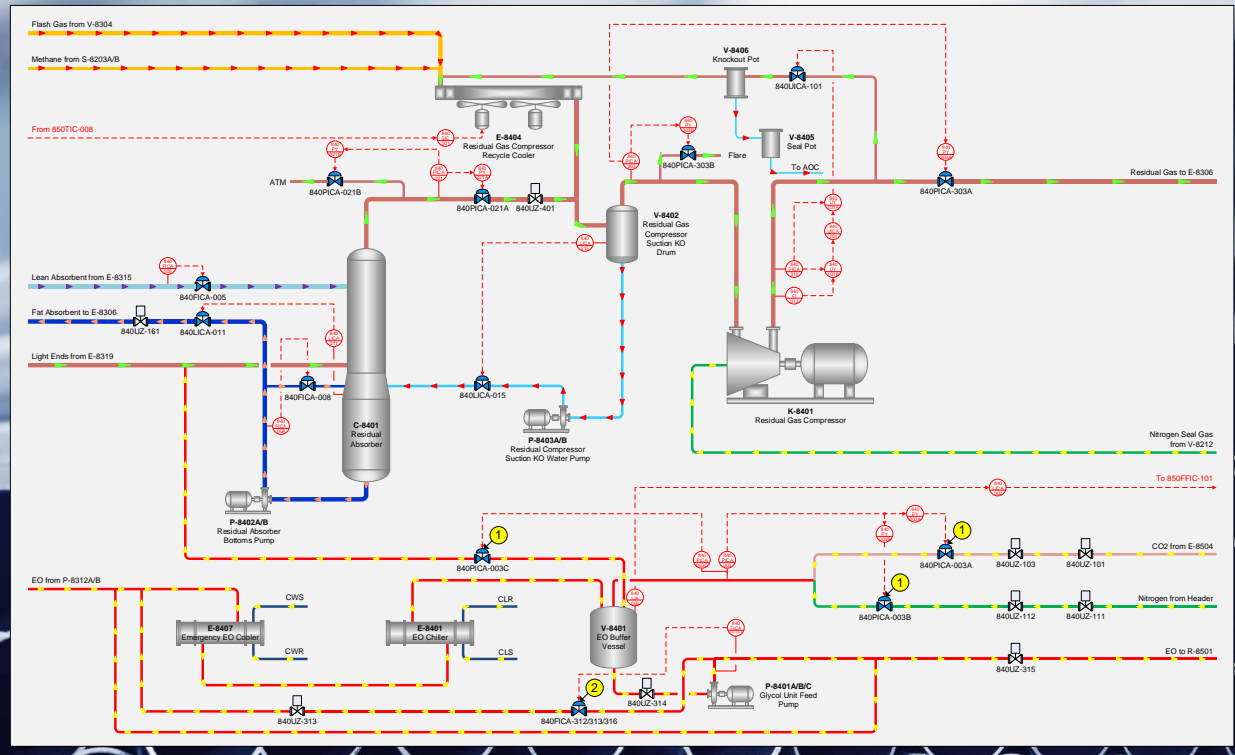 Flash Gas from V-8304
Methane from S-8203A/B
V-8406
Knockout Pot
840UICA-101
From 850TIC-008
E-8404
Residual Gas Compressor
Recycle Cooler
V-8405
Seal Pot
To AOC
840PICA-303B
Flare
840PICA-303A
Residual Gas to E-8306
ATM
840PICA-021B
840PICA-021A
840UZ-401
V-8402
Residual Gas
Compressor
Suction KO
Drum
Lean Absorbent from E-8315
840FICA-005
Fat Absorbent to E-8306
840UZ-161
840LICA-011
Light Ends from E-8319
840FICA-008
840LICA-015
C-8401
Residual
Absorber
P-8403A/B
Residual Compressor
Suction KO Water Pump
K-8401
Residual Gas Compressor
Nitrogen Seal Gas
from V-8212
P-8402A/B
Residual Absorber
Bottoms Pump
To 850FFIC-101
1
840PICA-003C
1
840PICA-003A
840UZ-103
840UZ-101
CO2 from E-8504
EO from P-8312A/B
1
840PICA-003B
840UZ-112
840UZ-111
Nitrogen from Header
CWS
E-8407
Emergency EO Cooler
CWR
CLR
E-8401
EO Chiller
CLS
V-8401
EO Buffer
Vessel
840UZ-315
EO to R-8501
840UZ-313
2
840FICA-312/313/316
840UZ-314
P-8401A/B/C
Glycol Unit Feed
Pump